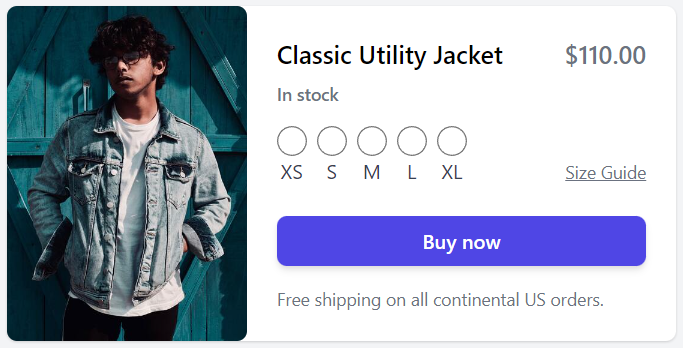 Classic Utility Jacket
$110.00
In stock
XS S M L XL
Size Guide
Buy now
Free shipping on all continental US orders.